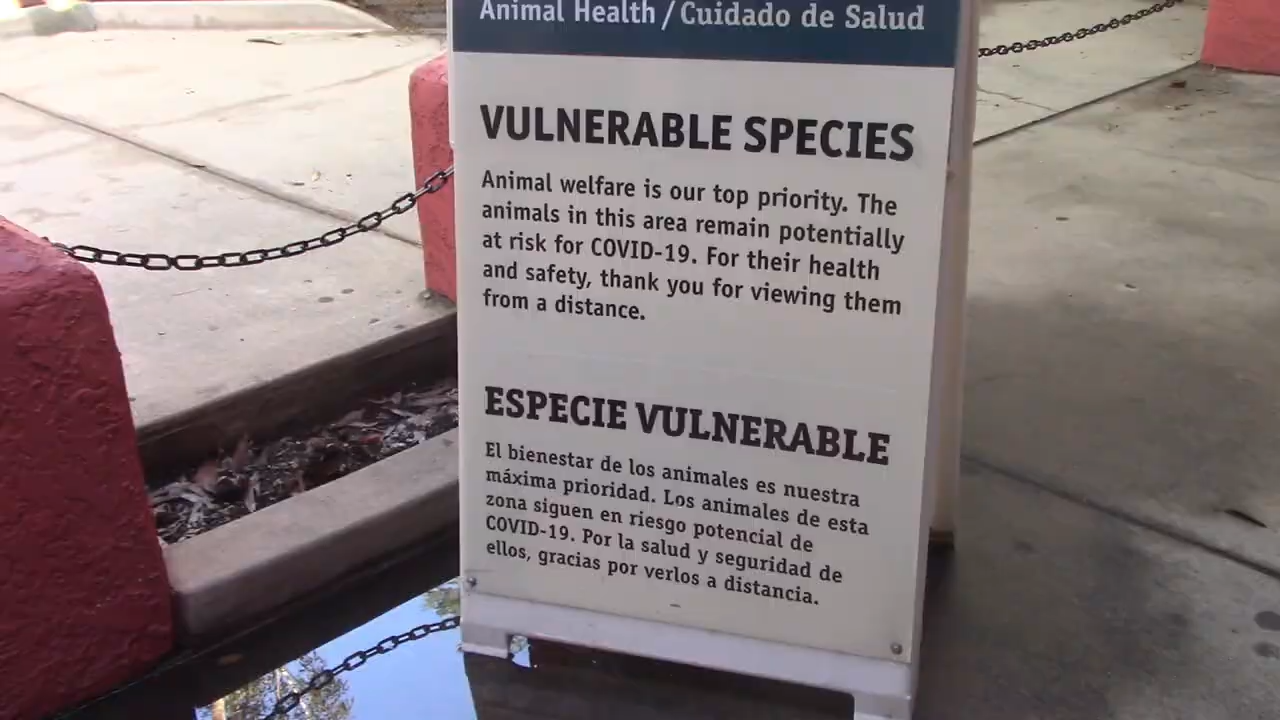 Animal Health / Cuidado de Salud
VULNERABLE SPECIES
Animal welfare is our top priority. The
animals in this area remain potentially
at risk for COVID-19. For their health
and safety, thank you for viewing them
from a distance.
ESPECIE VULNERABLE
El bienestar de los animales es nuestra
máxima prioridad. Los animales de esta
zona siguen en riesgo potencial de
COVID-19. Por la salud y seguridad de
ellos, gracias por verlos a distancia.